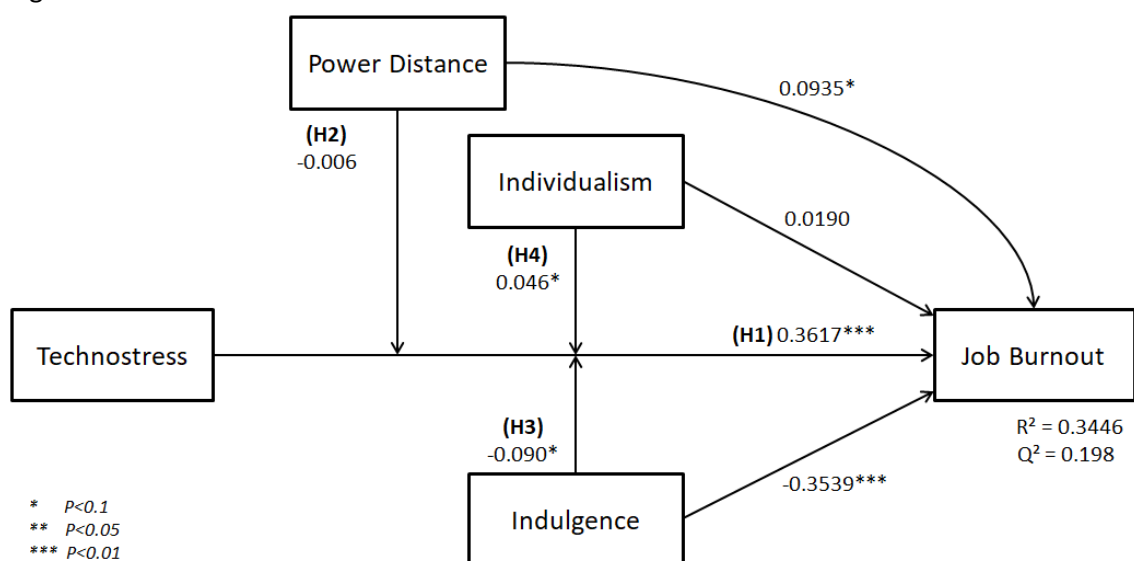 Power Distance
0.0935*
(H2)
-0.006
Individualism
0.0190
(H4)
0.046*
Technostress
(H1) 0.3617***
Job Burnout
(H3)
-0.090*
R² = 0.3446
Q² = 0.198
-0.3539***
Indulgence
* P<0.1
** P<0.05
*** P<0.01